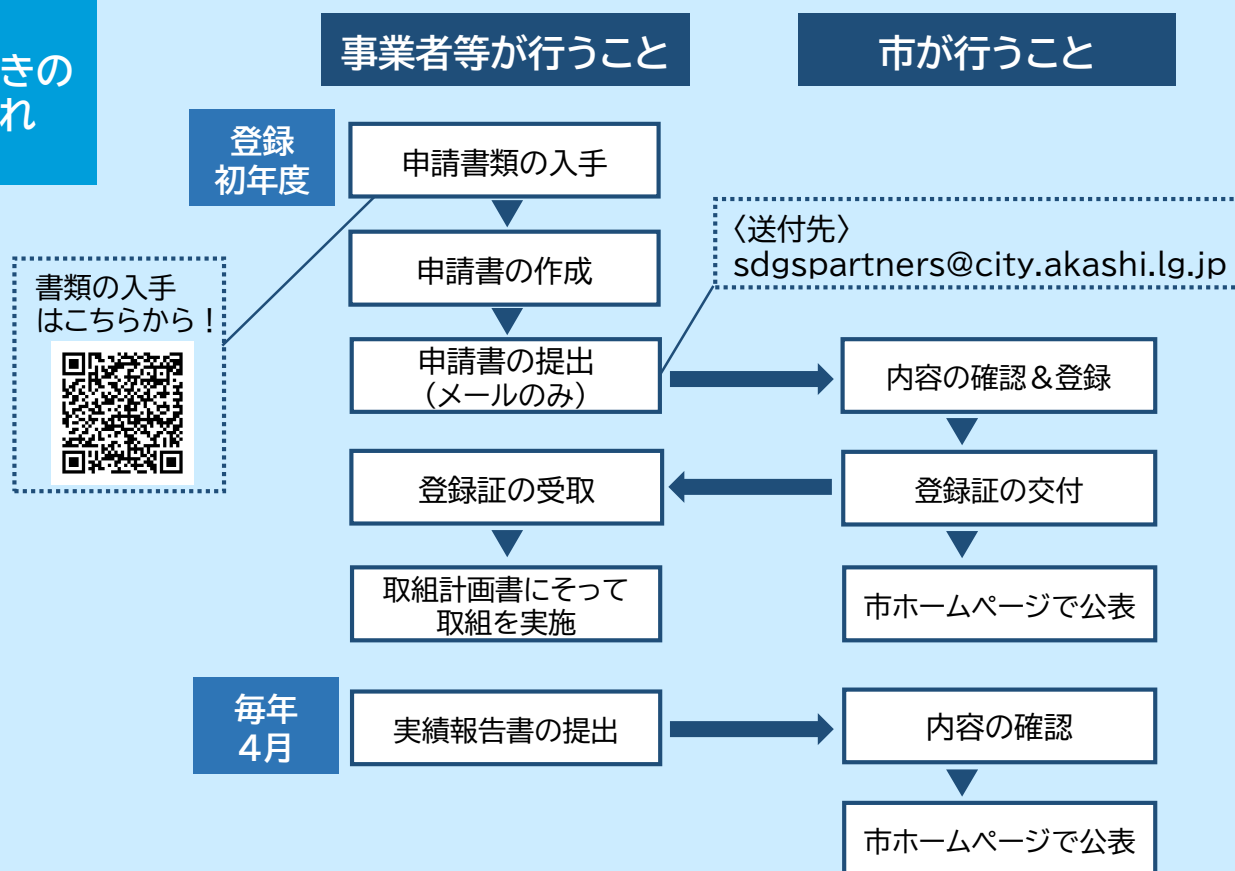 きの
れ
事業者等が行うこと
市が行うこと
登録
初年度
申請書類の入手
申請書の作成
〈送付先〉
sdgspartners@city.akashi.lg.jp
書類の入手
はこちらから！
申請書の提出
（メールのみ）
内容の確認＆登録
登録証の受取
登録証の交付
取組計画書にそって
取組を実施
市ホームページで公表
毎年
4月
実績報告書の提出
内容の確認
市ホームページで公表